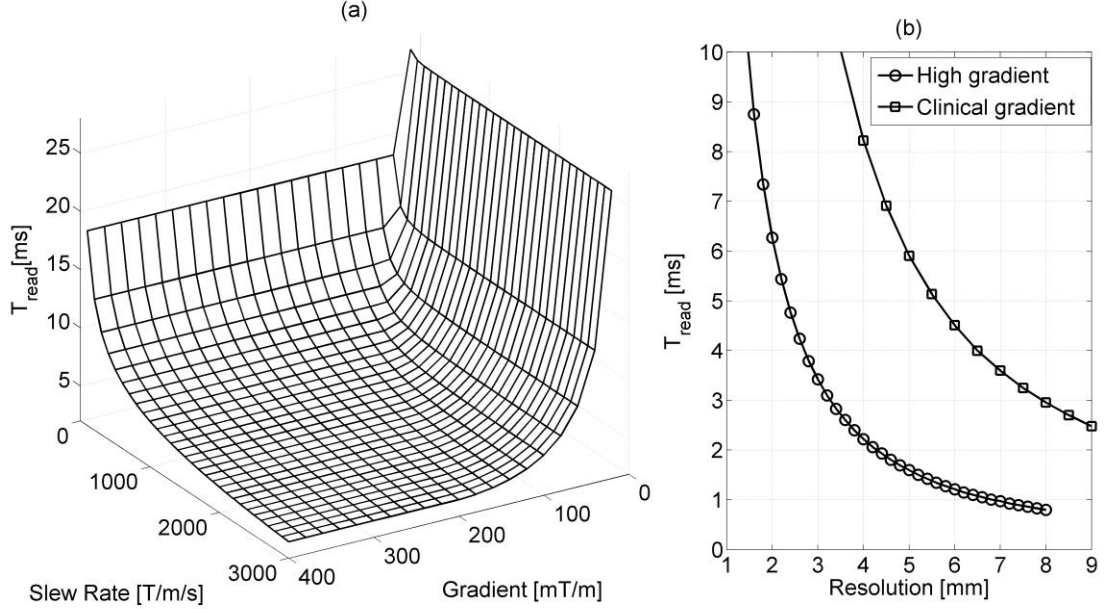 (a)
25
20
15
10
5
T_read[ms]
0
1000
2000
3000
Slew Rate [T/m/s]
400
300
200
100
0
Gradient [mT/m]
(b)
High gradient
Clinical gradient
10
9
8
7
6
5
4
3
2
1
0
T_read [ms]
1 2 3 4 5 6 7 8 9
Resolution [mm]